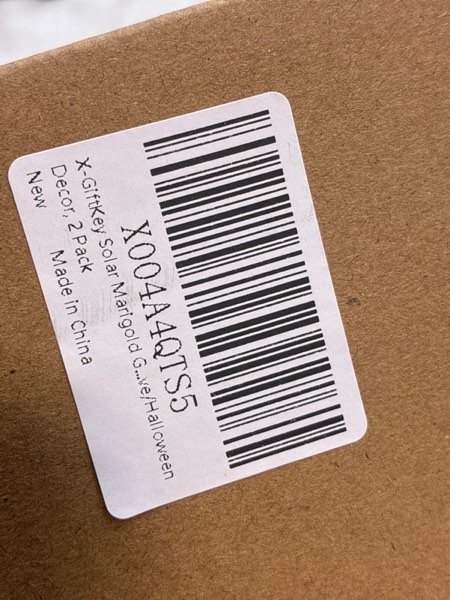 X004A4QTS5
X-GiftKey Solar Marigold G...ve/Halloween
Decor, 2 Pack
New Made in China